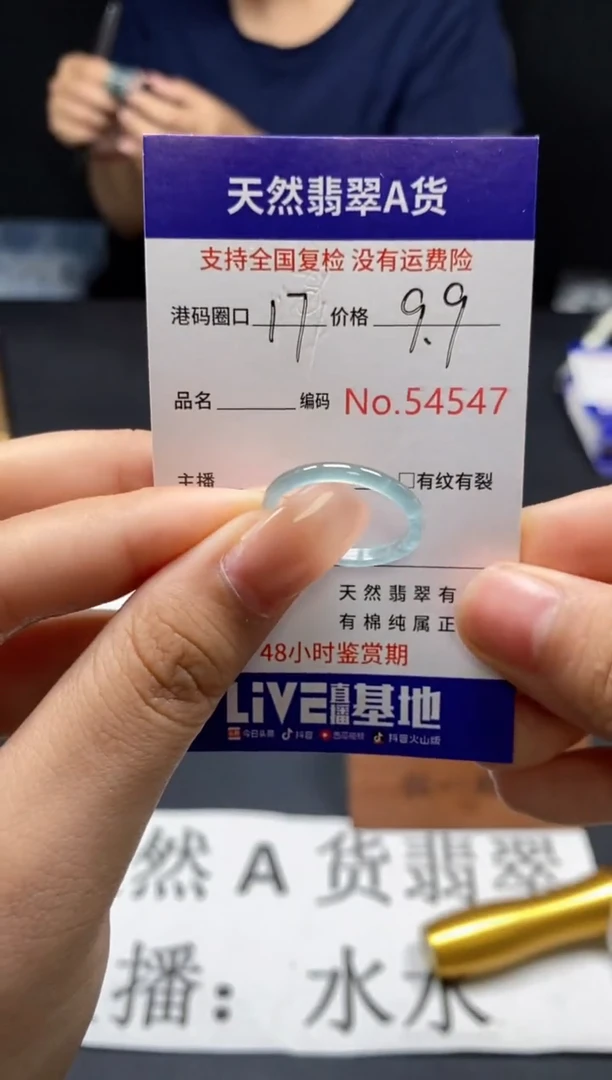 天然翡翠A货
支持全国复检 没有运费险
港码圈口 17 价格 9.9
品名 编码 No.54547
主播 □有纹有裂
天然翡翠有
有棉纯属正
48小时鉴赏期
LiVE直播基地
今日头条 抖音 西瓜视频 抖音火山版
然A货翡翠
播：水水